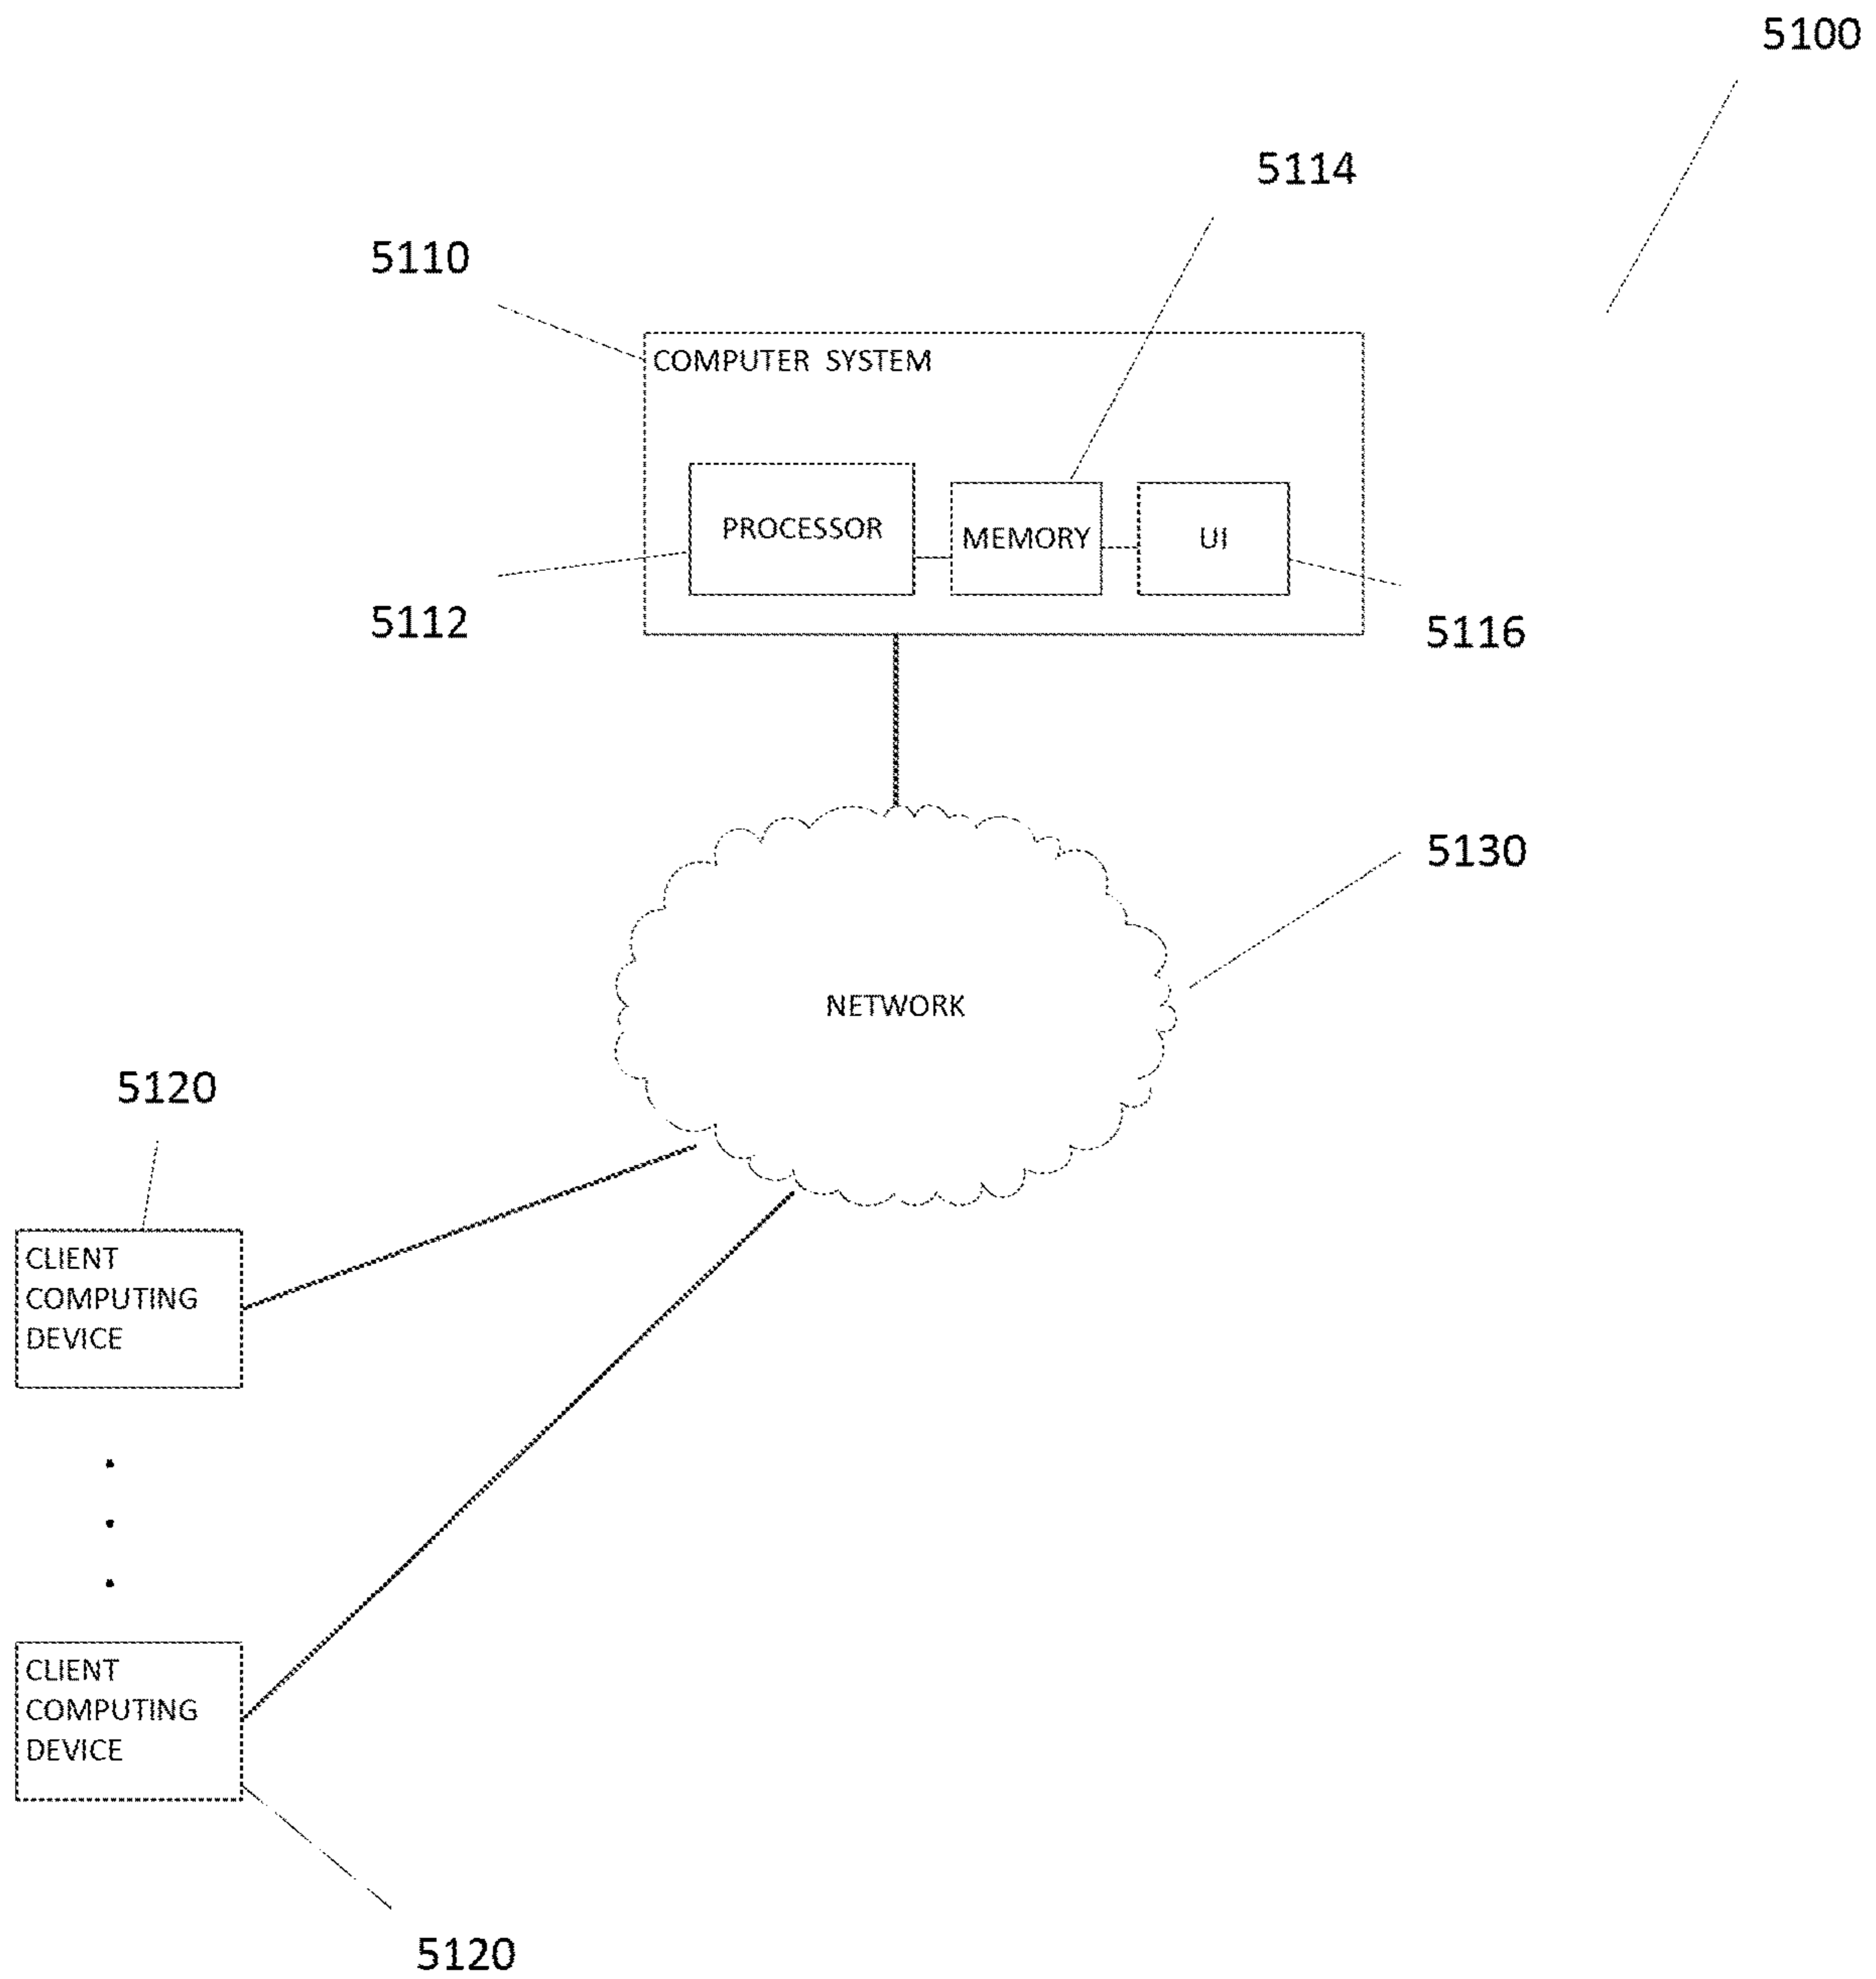 5100
5114
5110
COMPUTER SYSTEM
PROCESSOR
MEMORY
UI
5112
5116
5130
NETWORK
5120
CLIENT
COMPUTING
DEVICE
CLIENT
COMPUTING
DEVICE
5120